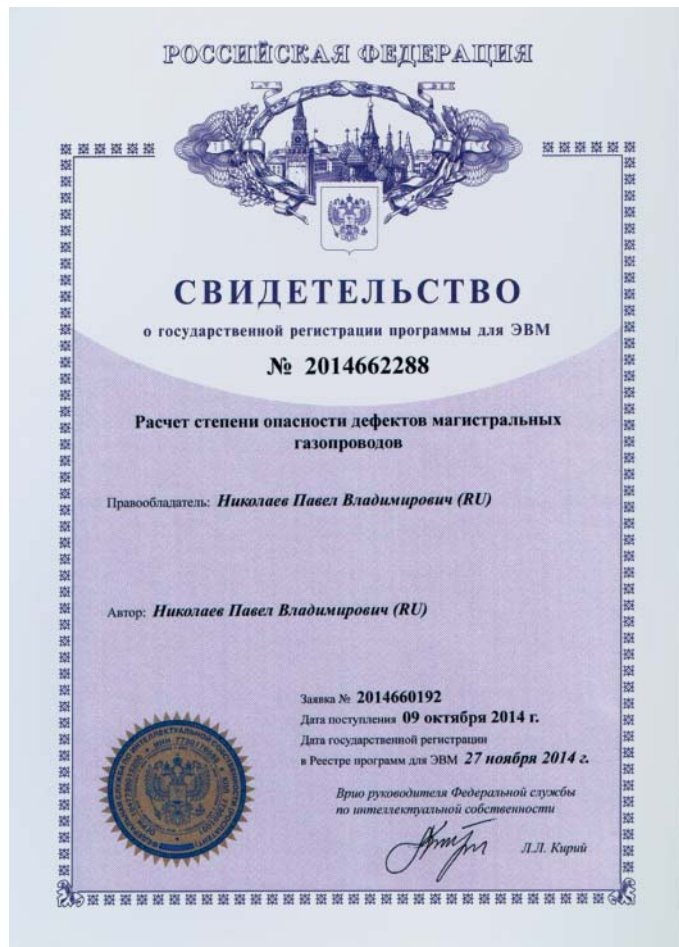 РОССИЙСКАЯ ФЕДЕРАЦИЯ
СВИДЕТЕЛЬСТВО
о государственной регистрации программы для ЭВМ
№ 2014662288
Расчет степени опасности дефектов магистральных
газопроводов
Правообладатель: Николаев Павел Владимирович (RU)
Автор: Николаев Павел Владимирович (RU)
Заявка № 2014660192
Дата поступления 09 октября 2014 г.
Дата государственной регистрации
в Реестре программ для ЭВМ 27 ноября 2014 г.
Врио руководителя Федеральной службы
по интеллектуальной собственности
Л.Л. Кирий